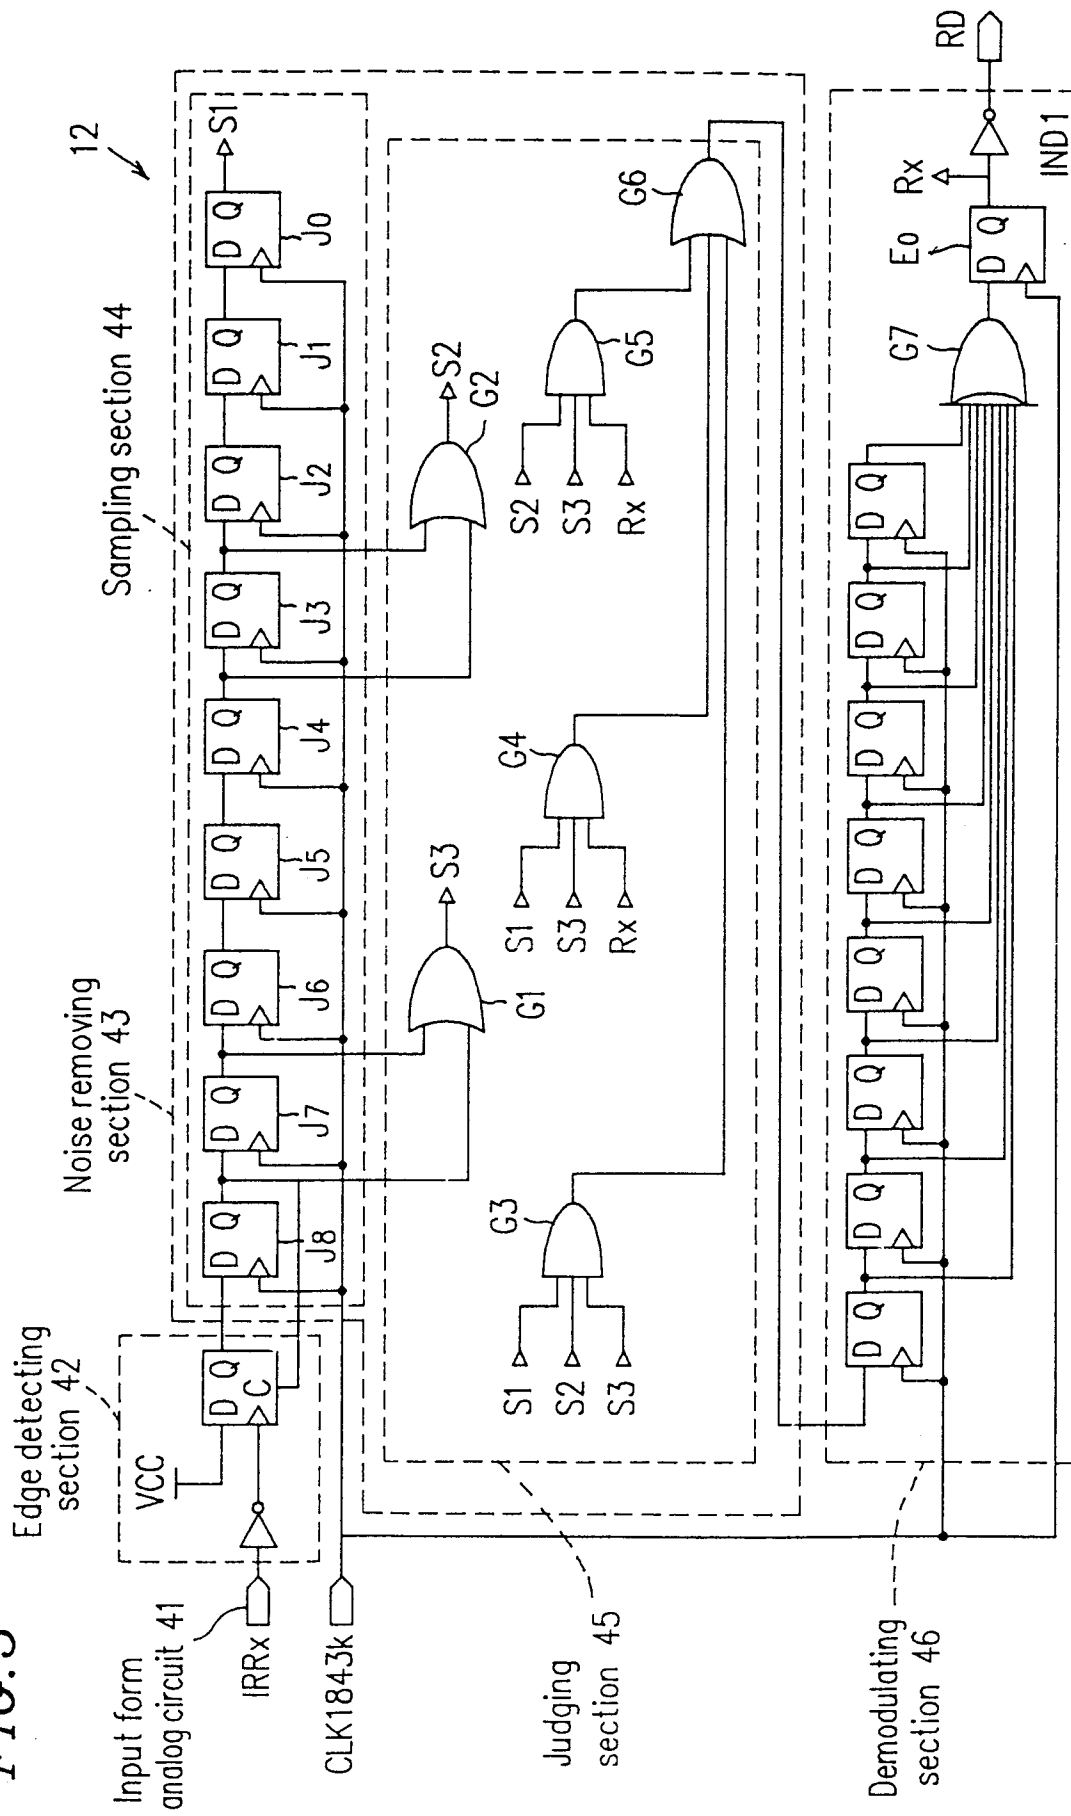 FIG. 5
12
Input form
analog circuit 41
Edge detecting
section 42
Noise removing
section 43
Sampling section 44
VCC
IRRx
CLK1843k
D Q
C
D Q
J8
D Q
J7
D Q
J6
D Q
J5
D Q
J4
D Q
J3
D Q
J2
D Q
J1
D Q
J0
S1
G1
S3
G2
S2
S1
S2
S3
G3
S1
S3
Rx
G4
S2
S3
Rx
G5
G6
Judging
section 45
Demodulating
section 46
D Q
D Q
D Q
D Q
D Q
D Q
D Q
D Q
G7
Eo
D Q
Rx
RD
IND1